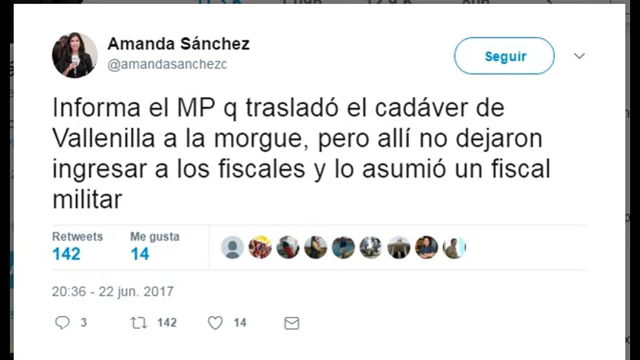 Amanda Sánchez
@amandasanchezc
Seguir
Informa el MP q trasladó el cadáver de
Vallenilla a la morgue, pero allí no dejaron
ingresar a los fiscales y lo asumió un fiscal
militar
Retweets
Me gusta
142
14
20:36 - 22 jun. 2017
3
142
14